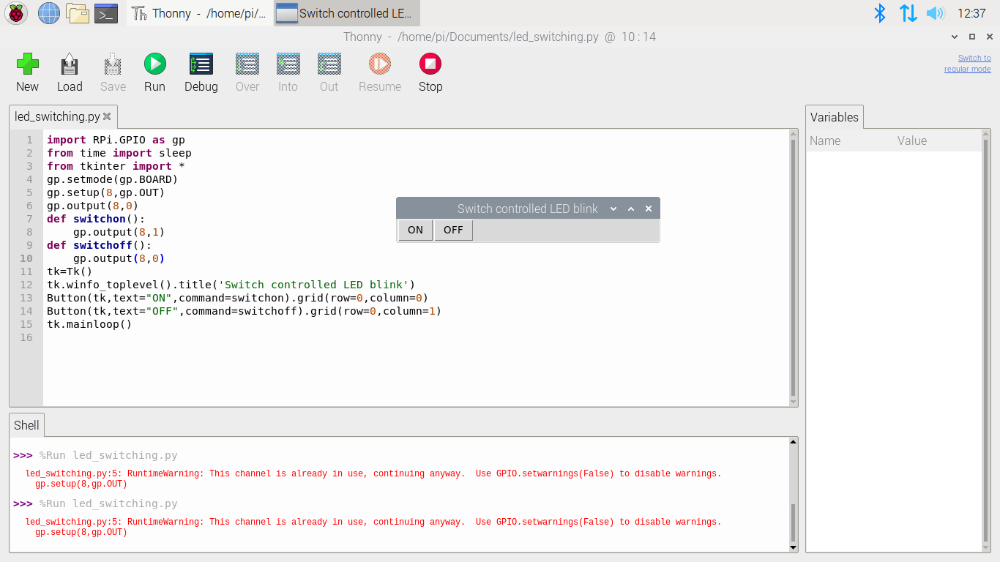 Thonny - /home/pi/... Switch controlled LE... 12:37
Thonny - /home/pi/Documents/led_switching.py @ 10 : 14
New Load Save Run Debug Over Into Out Resume Stop
Switch to
regular mode
led_switching.py
1 import RPi.GPIO as gp
2 from time import sleep
3 from tkinter import *
4 gp.setmode(gp.BOARD)
5 gp.setup(8,gp.OUT)
6 gp.output(8,0)
7 def switchon():
8     gp.output(8,1)
9 def switchoff():
10     gp.output(8,0)
11 tk=Tk()
12 tk.winfo_toplevel().title('Switch controlled LED blink')
13 Button(tk,text="ON",command=switchon).grid(row=0,column=0)
14 Button(tk,text="OFF",command=switchoff).grid(row=0,column=1)
15 tk.mainloop()
16
Switch controlled LED blink
ON OFF
Variables
Name Value
Shell
>>> %Run led_switching.py
led_switching.py:5: RuntimeWarning: This channel is already in use, continuing anyway.  Use GPIO.setwarnings(False) to disable warnings.
gp.setup(8,gp.OUT)
>>> %Run led_switching.py
led_switching.py:5: RuntimeWarning: This channel is already in use, continuing anyway.  Use GPIO.setwarnings(False) to disable warnings.
gp.setup(8,gp.OUT)